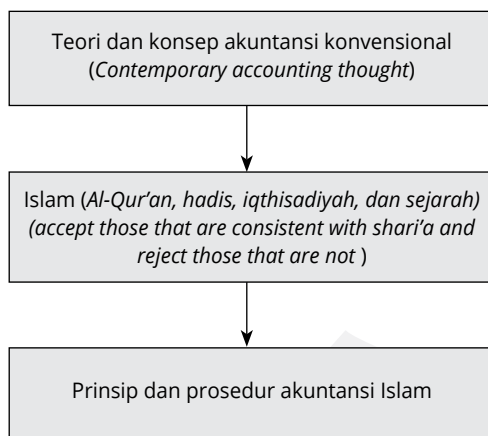 Teori dan konsep akuntansi konvensional
(Contemporary accounting thought)
Islam (Al-Qur’an, hadis, iqthisadiyah, dan sejarah)
(accept those that are consistent with shari’a and
reject those that are not )
Prinsip dan prosedur akuntansi Islam